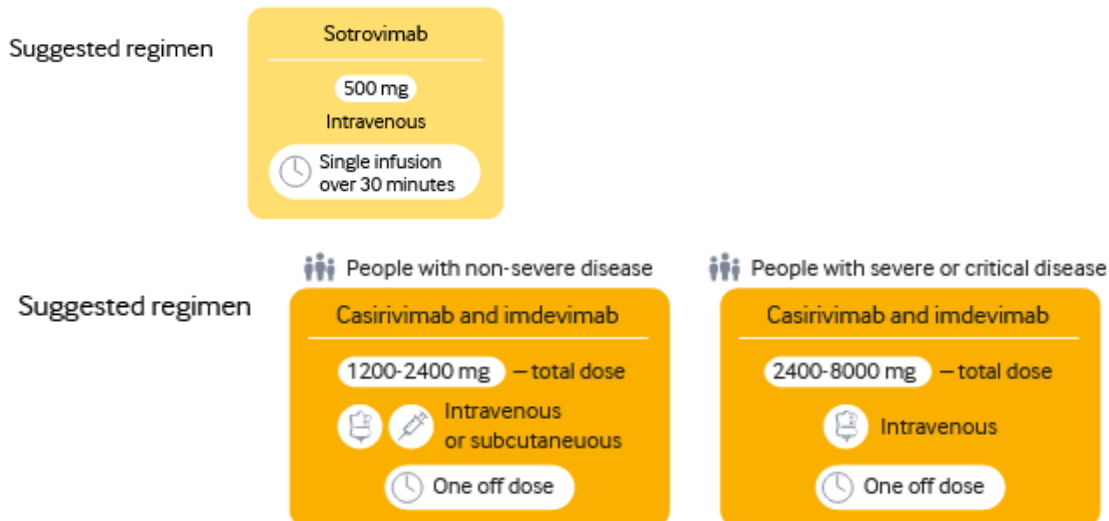 Suggested regimen
Sotrovimab
500 mg
Intravenous
Single infusion
over 30 minutes
Suggested regimen
People with non-severe disease
Casirivimab and imdevimab
1200-2400 mg – total dose
Intravenous
or subcutaneuous
One off dose
People with severe or critical disease
Casirivimab and imdevimab
2400-8000 mg – total dose
Intravenous
One off dose